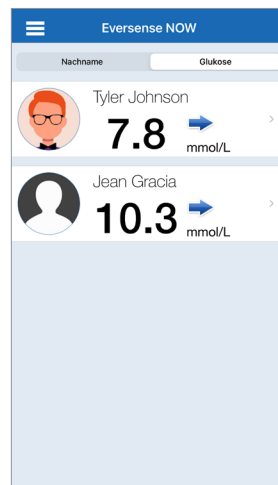 Eversense NOW
Nachname Glukose
Tyler Johnson
7.8 mmol/L
Jean Gracia
10.3 mmol/L